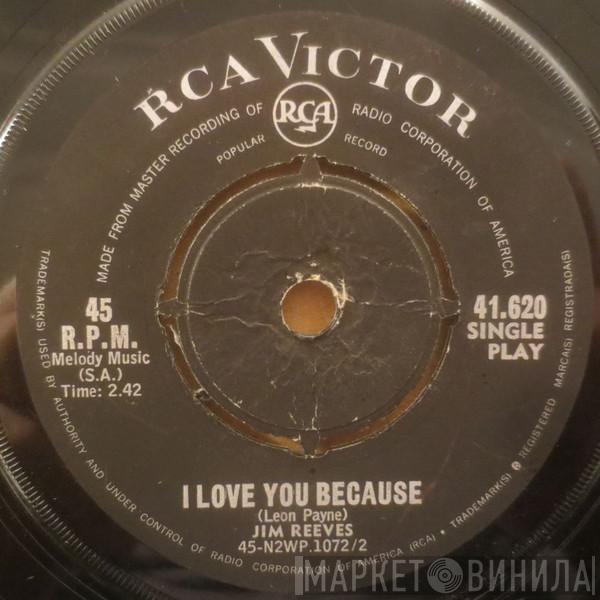 RCA VICTOR
MADE FROM MASTER RECORDING OF RADIO CORPORATION OF AMERICA
RCA
POPULAR RECORD
45
R.P.M.
Melody Music
(S.A.)
Time: 2.42
41.620
SINGLE
PLAY
I LOVE YOU BECAUSE
(Leon Payne)
JIM REEVES
45-N2WP.1072/2
TRADEMARK(S) USED BY AUTHORITY AND UNDER CONTROL OF RADIO CORPORATION OF AMERICA (RCA) • TRADEMARK(S) ® REGISTERED MARCA(S) REGISTRADA(S)
МАРКЕТ ВИНИЛА